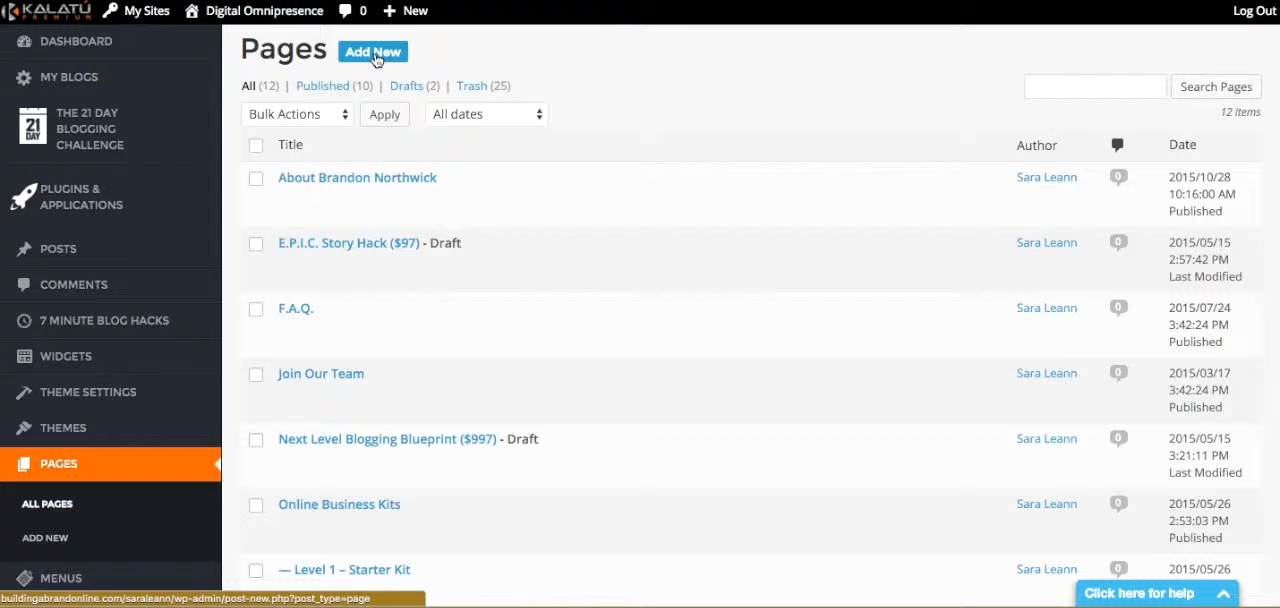 KALATÚ PREMIUM My Sites Digital Omnipresence 0 New Log Out
DASHBOARD
MY BLOGS
21 DAY
THE 21 DAY
BLOGGING
CHALLENGE
PLUGINS &
APPLICATIONS
POSTS
COMMENTS
7 MINUTE BLOG HACKS
WIDGETS
THEME SETTINGS
THEMES
PAGES
ALL PAGES
ADD NEW
MENUS
Pages Add New
All (12) | Published (10) | Drafts (2) | Trash (25)
Search Pages
Bulk Actions Apply All dates
12 items
Title Author Date
About Brandon Northwick Sara Leann 0 2015/10/28
10:16:00 AM
Published
E.P.I.C. Story Hack ($97) - Draft Sara Leann 0 2015/05/15
2:57:42 PM
Last Modified
F.A.Q. Sara Leann 0 2015/07/24
3:42:24 PM
Published
Join Our Team Sara Leann 0 2015/03/17
3:42:24 PM
Published
Next Level Blogging Blueprint ($997) - Draft Sara Leann 0 2015/05/15
3:21:11 PM
Last Modified
Online Business Kits Sara Leann 0 2015/05/26
2:53:03 PM
Published
— Level 1 – Starter Kit Sara Leann 0 2015/05/26
Click here for help
buildingabrandonline.com/saraleann/wp-admin/post-new.php?post_type=page